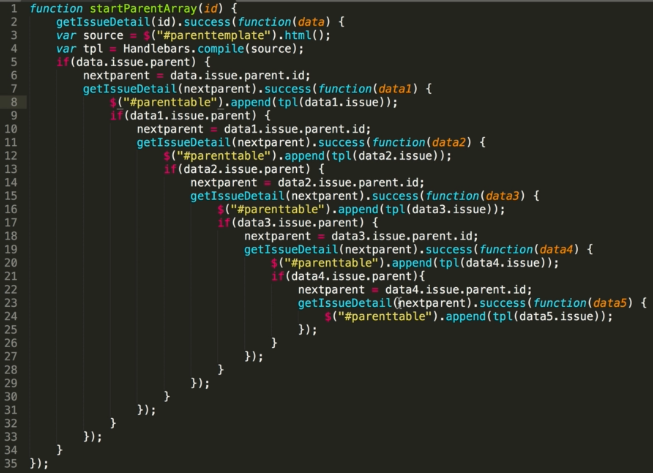 1 function startParentArray(id) {
2 getIssueDetail(id).success(function(data) {
3 var source = $("#parenttemplate").html();
4 var tpl = Handlebars.compile(source);
5 if(data.issue.parent) {
6 nextparent = data.issue.parent.id;
7 getIssueDetail(nextparent).success(function(data1) {
8 $("#parenttable").append(tpl(data1.issue));
9 if(data1.issue.parent) {
10 nextparent = data1.issue.parent.id;
11 getIssueDetail(nextparent).success(function(data2) {
12 $("#parenttable").append(tpl(data2.issue));
13 if(data2.issue.parent) {
14 nextparent = data2.issue.parent.id;
15 getIssueDetail(nextparent).success(function(data3) {
16 $("#parenttable").append(tpl(data3.issue));
17 if(data3.issue.parent) {
18 nextparent = data3.issue.parent.id;
19 getIssueDetail(nextparent).success(function(data4) {
20 $("#parenttable").append(tpl(data4.issue));
21 if(data4.issue.parent){
22 nextparent = data4.issue.parent.id;
23 getIssueDetail(nextparent).success(function(data5) {
24 $("#parenttable").append(tpl(data5.issue));
25 });
26 }
27 });
28 }
29 });
30 }
31 });
32 }
33 });
34 }
35 });